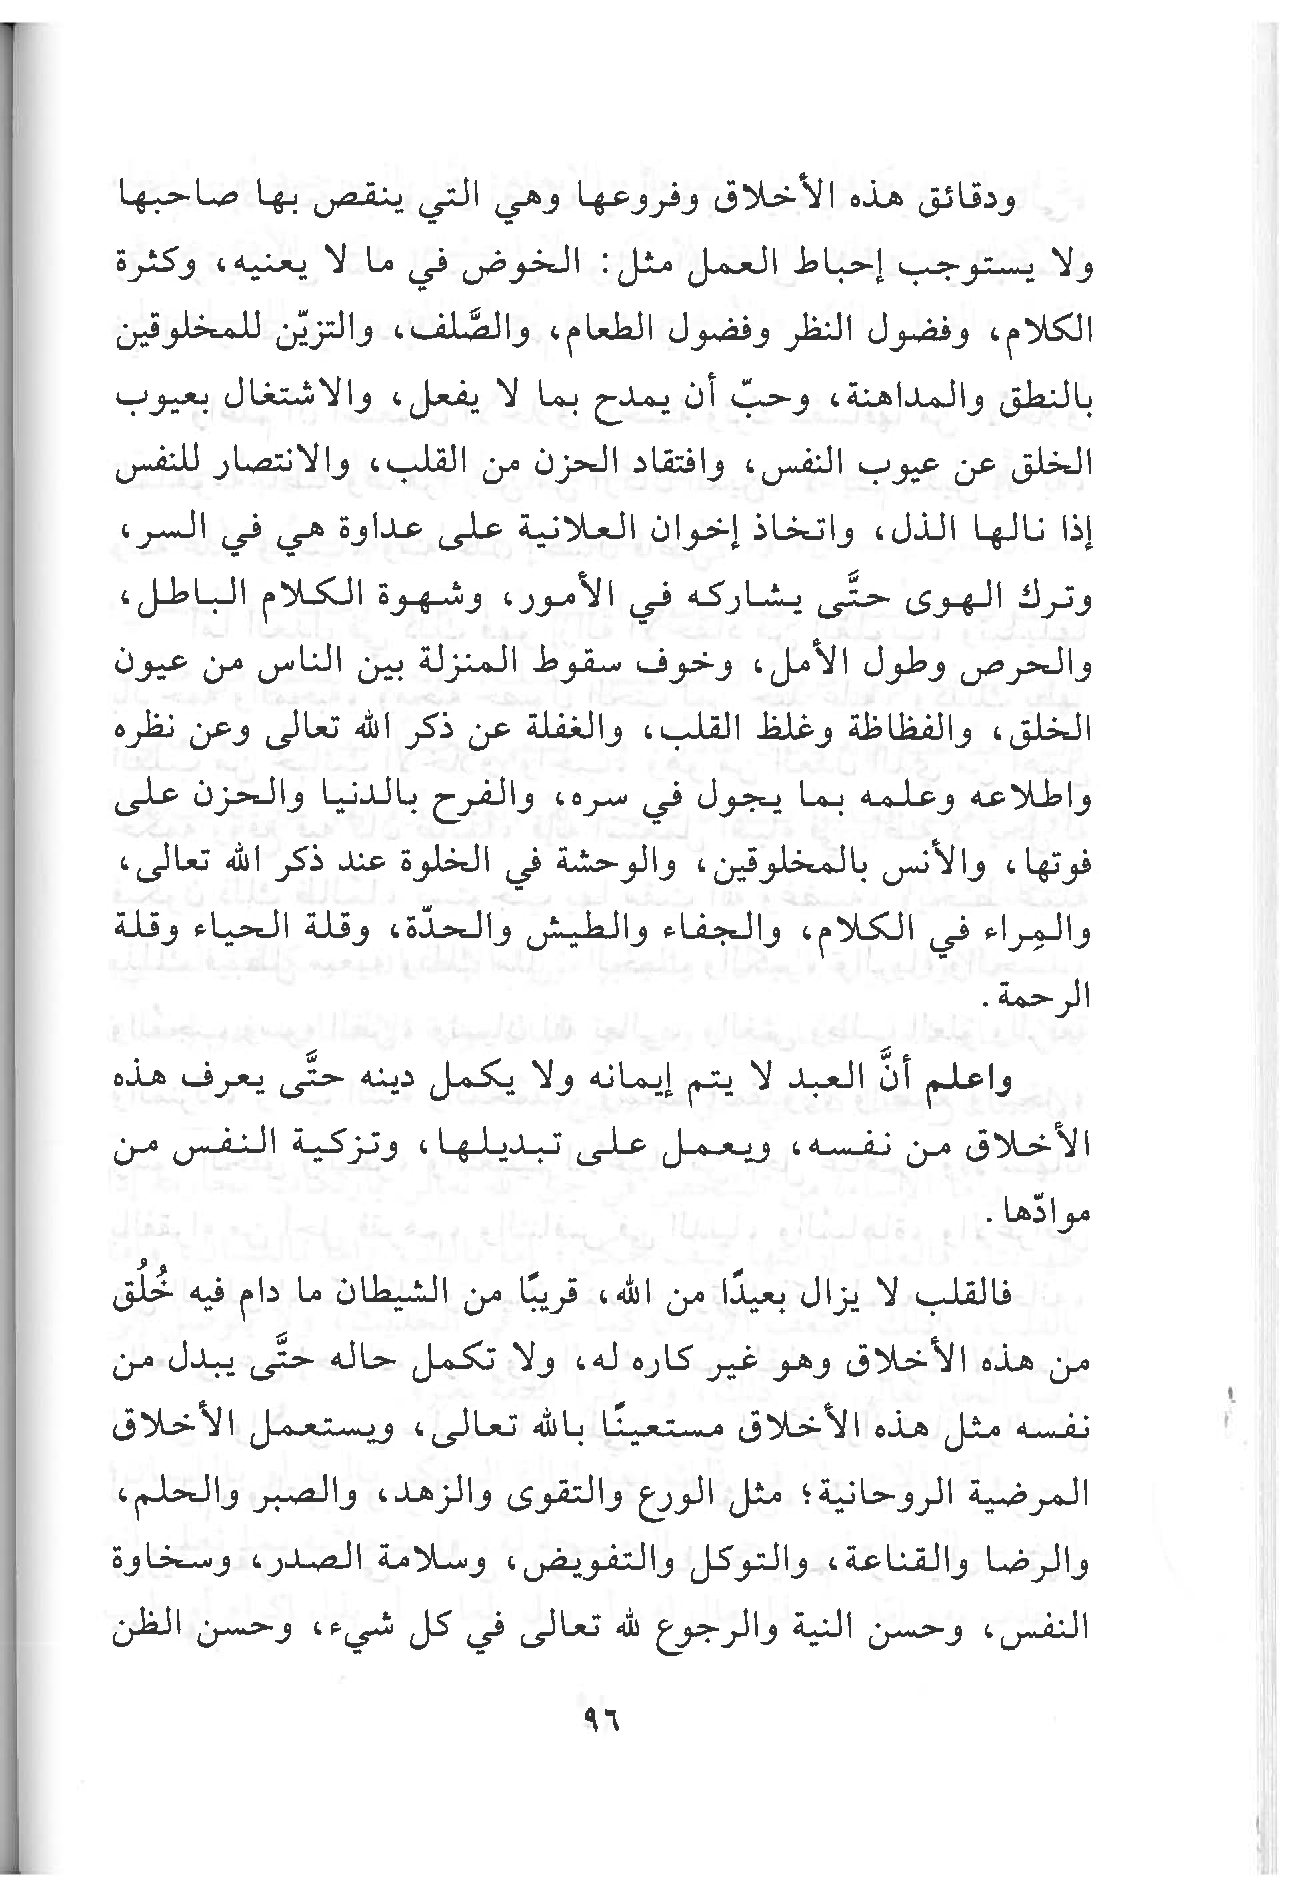 ودقائق هذه الأخلاق وفروعها وهي التي ينقص بها صاحبها
ولا يستوجب إحباط العمل مثل: الخوض في ما لا يعنيه، وكثرة
الكلام، وفضول النظر وفضول الطعام، والصَّلف، والتزيّن للمخلوقين
بالنطق والمداهنة، وحبّ أن يمدح بما لا يفعل، والاشتغال بعيوب
الخلق عن عيوب النفس، وافتقاد الحزن من القلب، والانتصار للنفس
إذا نالها الذل، واتخاذ إخوان العلانية على عداوة هي في السر،
وترك الهوى حتَّى يشاركه في الأمور، وشهوة الكلام الباطل،
والحرص وطول الأمل، وخوف سقوط المنزلة بين الناس من عيون
الخلق، والفظاظة وغلظ القلب، والغفلة عن ذكر الله تعالى وعن نظره
واطلاعه وعلمه بما يجول في سره، والفرح بالدنيا والحزن على
فوتها، والأنس بالمخلوقين، والوحشة في الخلوة عند ذكر الله تعالى،
والمِراء في الكلام، والجفاء والطيش والحدّة، وقلة الحياء وقلة
الرحمة.
واعلم أنَّ العبد لا يتم إيمانه ولا يكمل دينه حتَّى يعرف هذه
الأخلاق من نفسه، ويعمل على تبديلها، وتزكية النفس من
موادّها.
فالقلب لا يزال بعيدًا من الله، قريبًا من الشيطان ما دام فيه خُلُق
من هذه الأخلاق وهو غير كاره له، ولا تكمل حاله حتَّى يبدل من
نفسه مثل هذه الأخلاق مستعينًا بالله تعالى، ويستعمل الأخلاق
المرضية الروحانية؛ مثل الورع والتقوى والزهد، والصبر والحلم،
والرضا والقناعة، والتوكل والتفويض، وسلامة الصدر، وسخاوة
النفس، وحسن النية والرجوع لله تعالى في كل شيء، وحسن الظن
٩٦